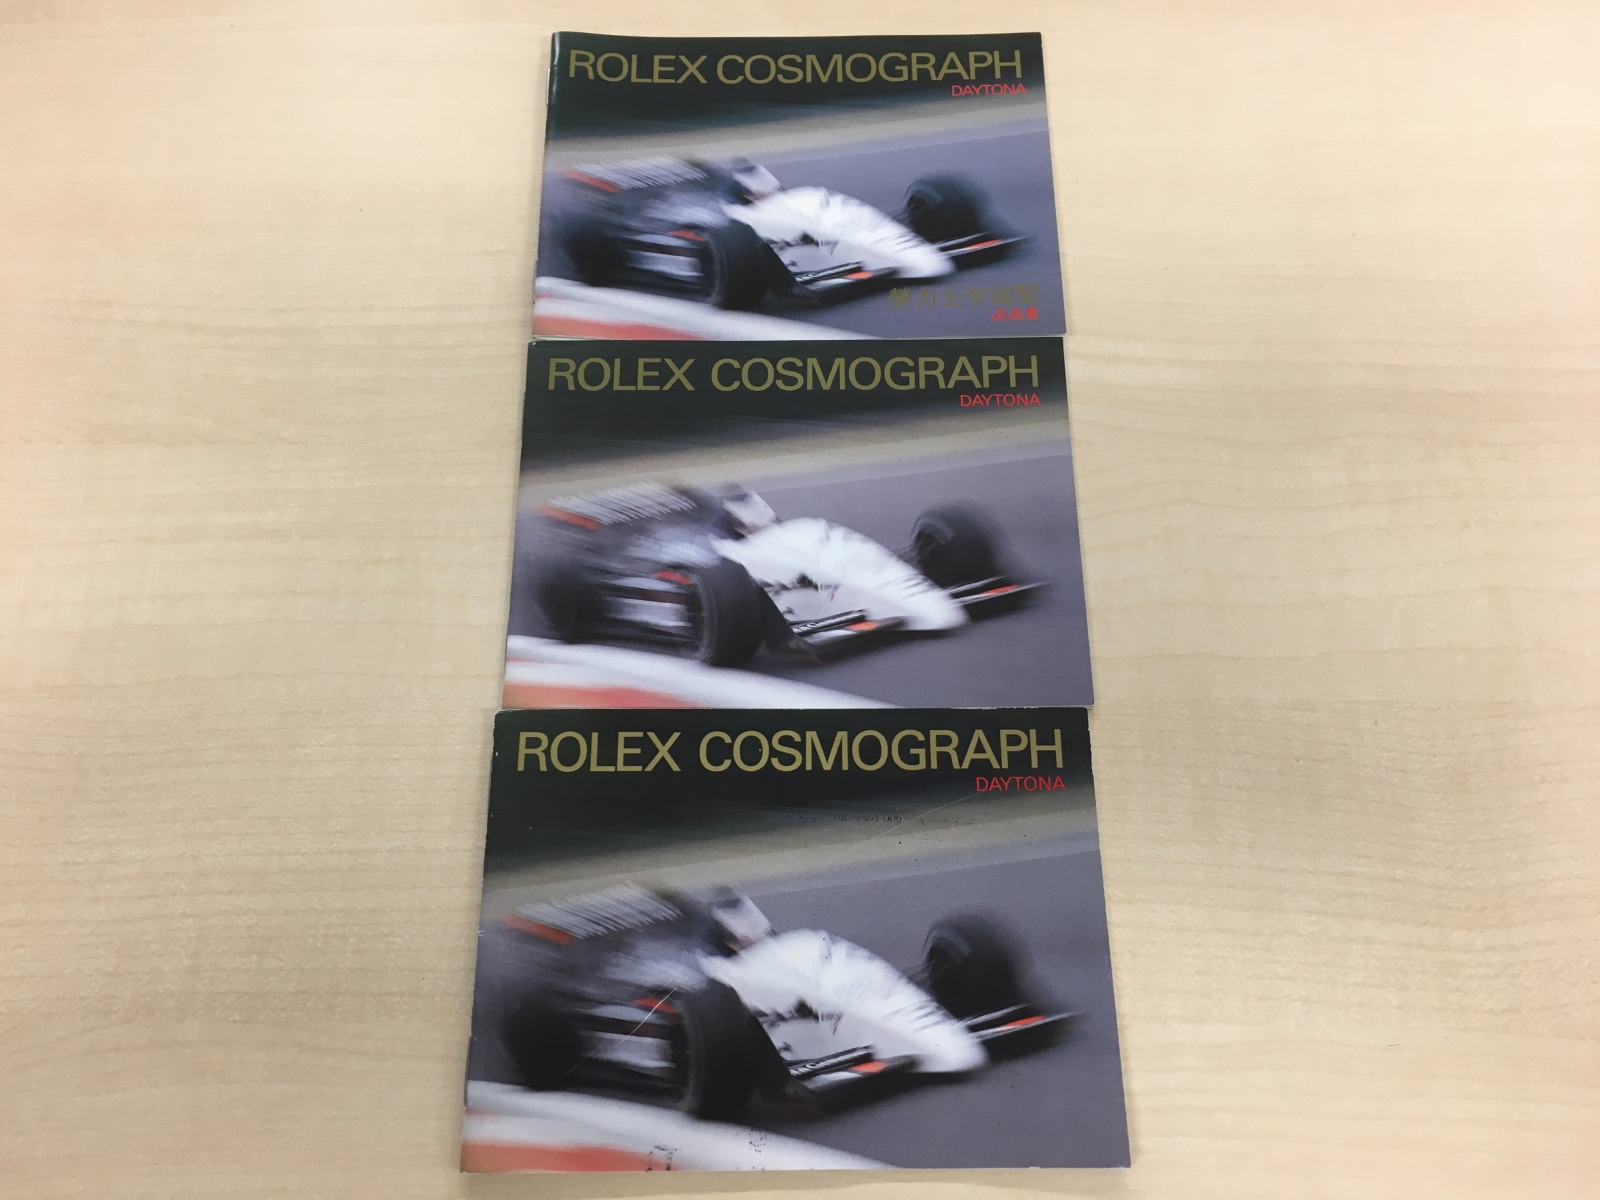 ROLEX COSMOGRAPH
DAYTONA
勞力士宇宙型
ROLEX COSMOGRAPH
DAYTONA
ROLEX COSMOGRAPH
DAYTONA